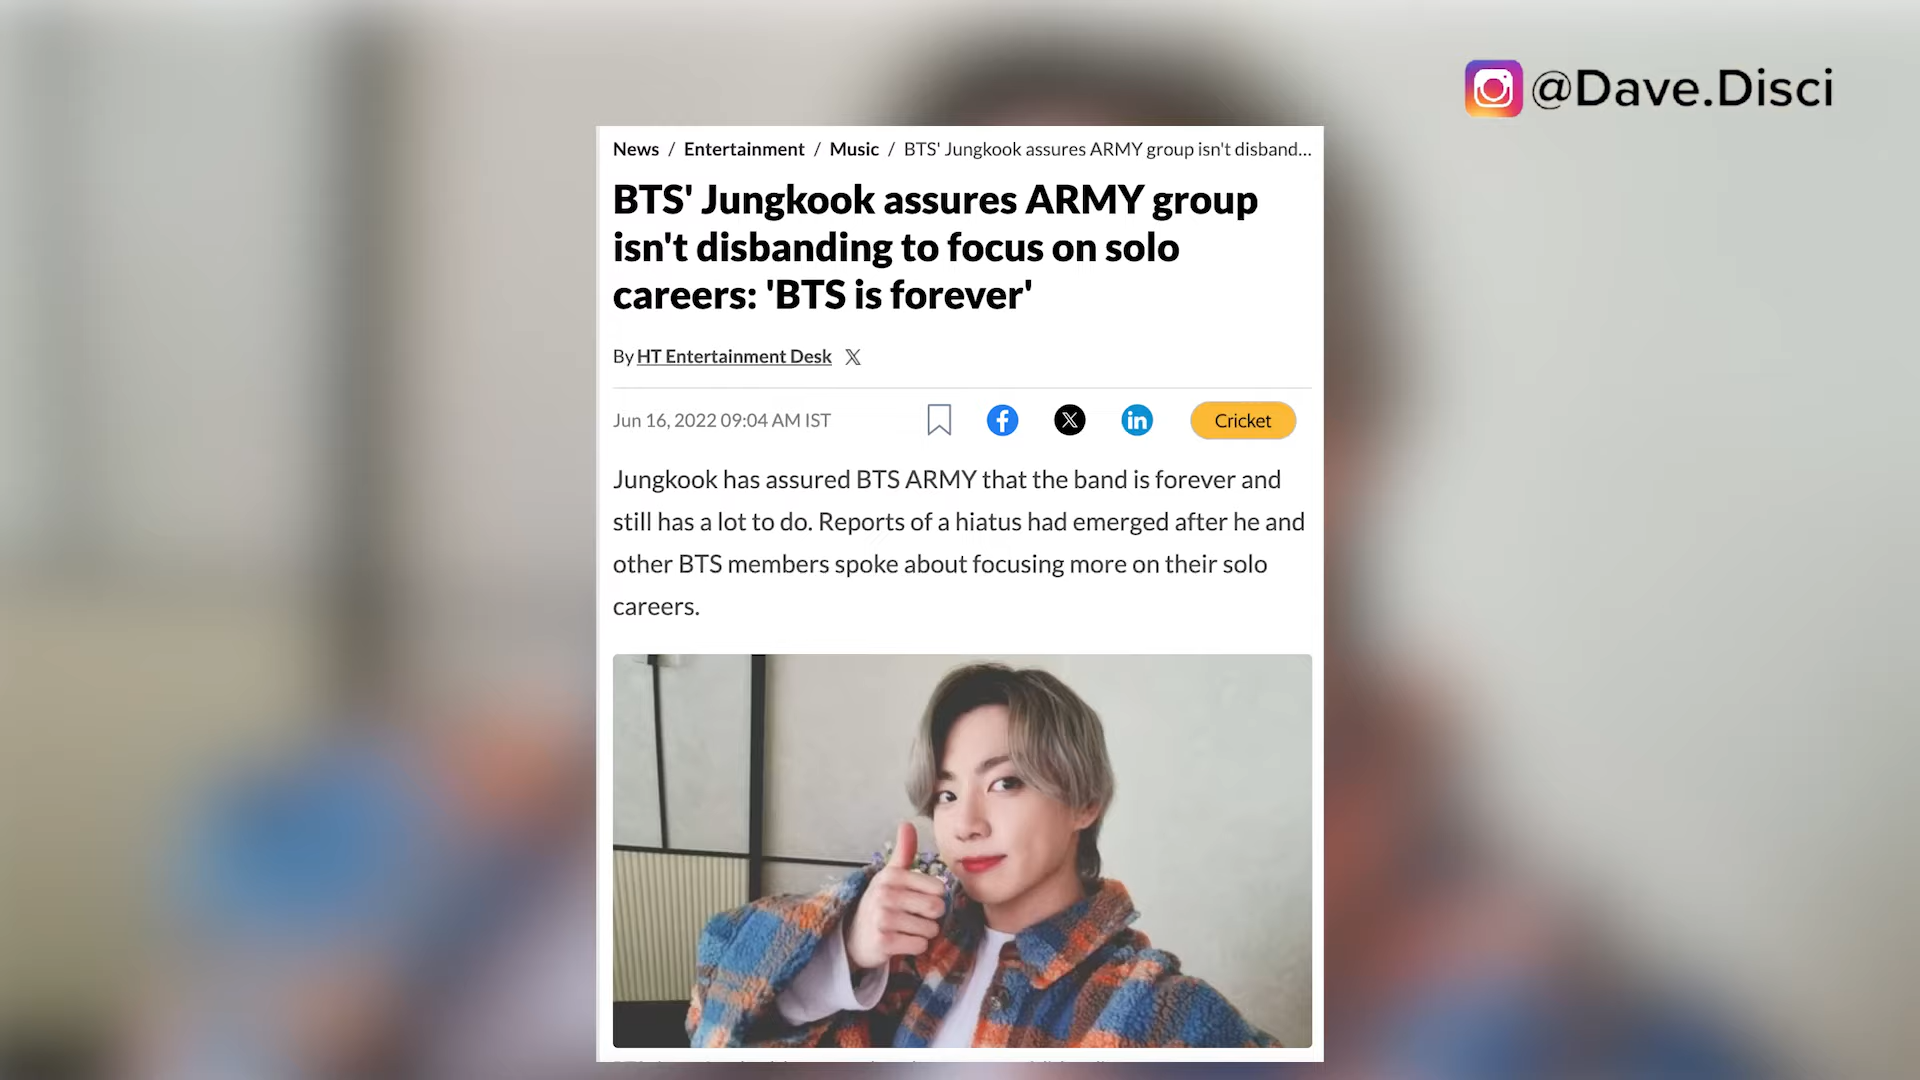 @Dave.Disci
News / Entertainment / Music / BTS' Jungkook assures ARMY group isn't disband...
BTS' Jungkook assures ARMY group
isn't disbanding to focus on solo
careers: 'BTS is forever'
By HT Entertainment Desk
Jun 16, 2022 09:04 AM IST
Cricket
Jungkook has assured BTS ARMY that the band is forever and
still has a lot to do. Reports of a hiatus had emerged after he and
other BTS members spoke about focusing more on their solo
careers.